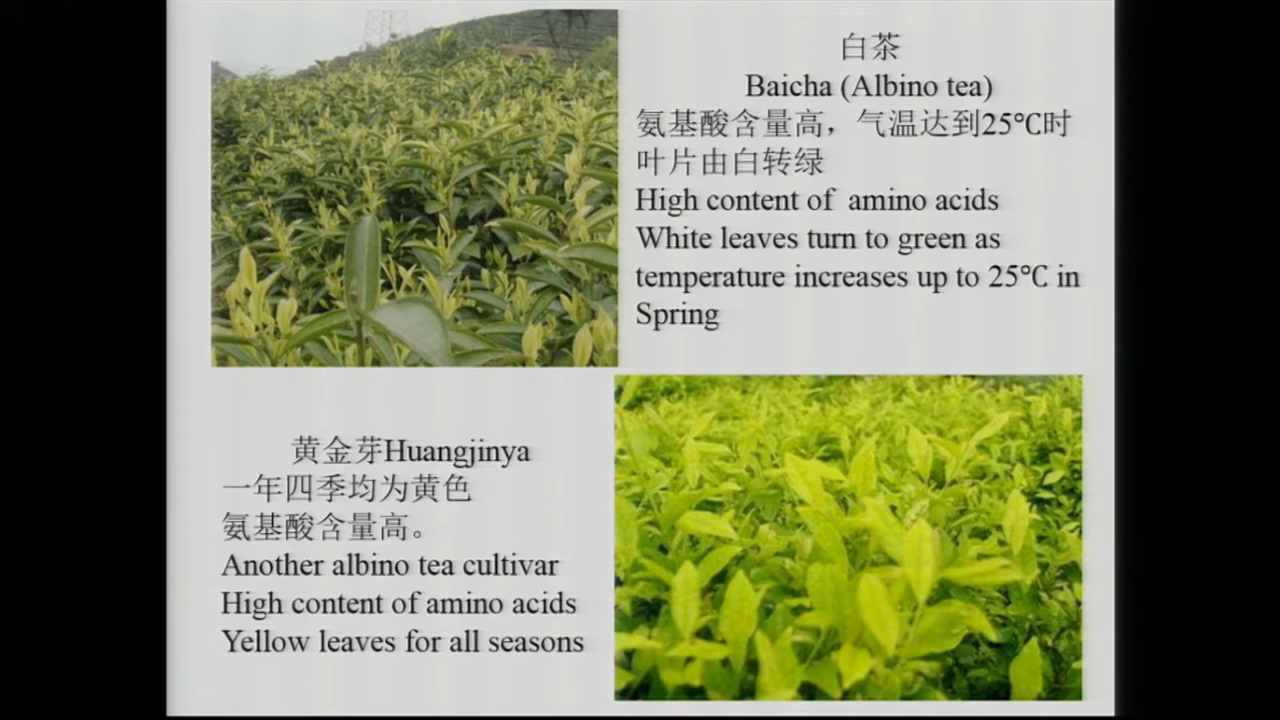 白茶
Baicha (Albino tea)
氨基酸含量高，气温达到25℃时
叶片由白转绿
High content of amino acids
White leaves turn to green as
temperature increases up to 25℃ in
Spring
黄金芽Huangjinya
一年四季均为黄色
氨基酸含量高。
Another albino tea cultivar
High content of amino acids
Yellow leaves for all seasons